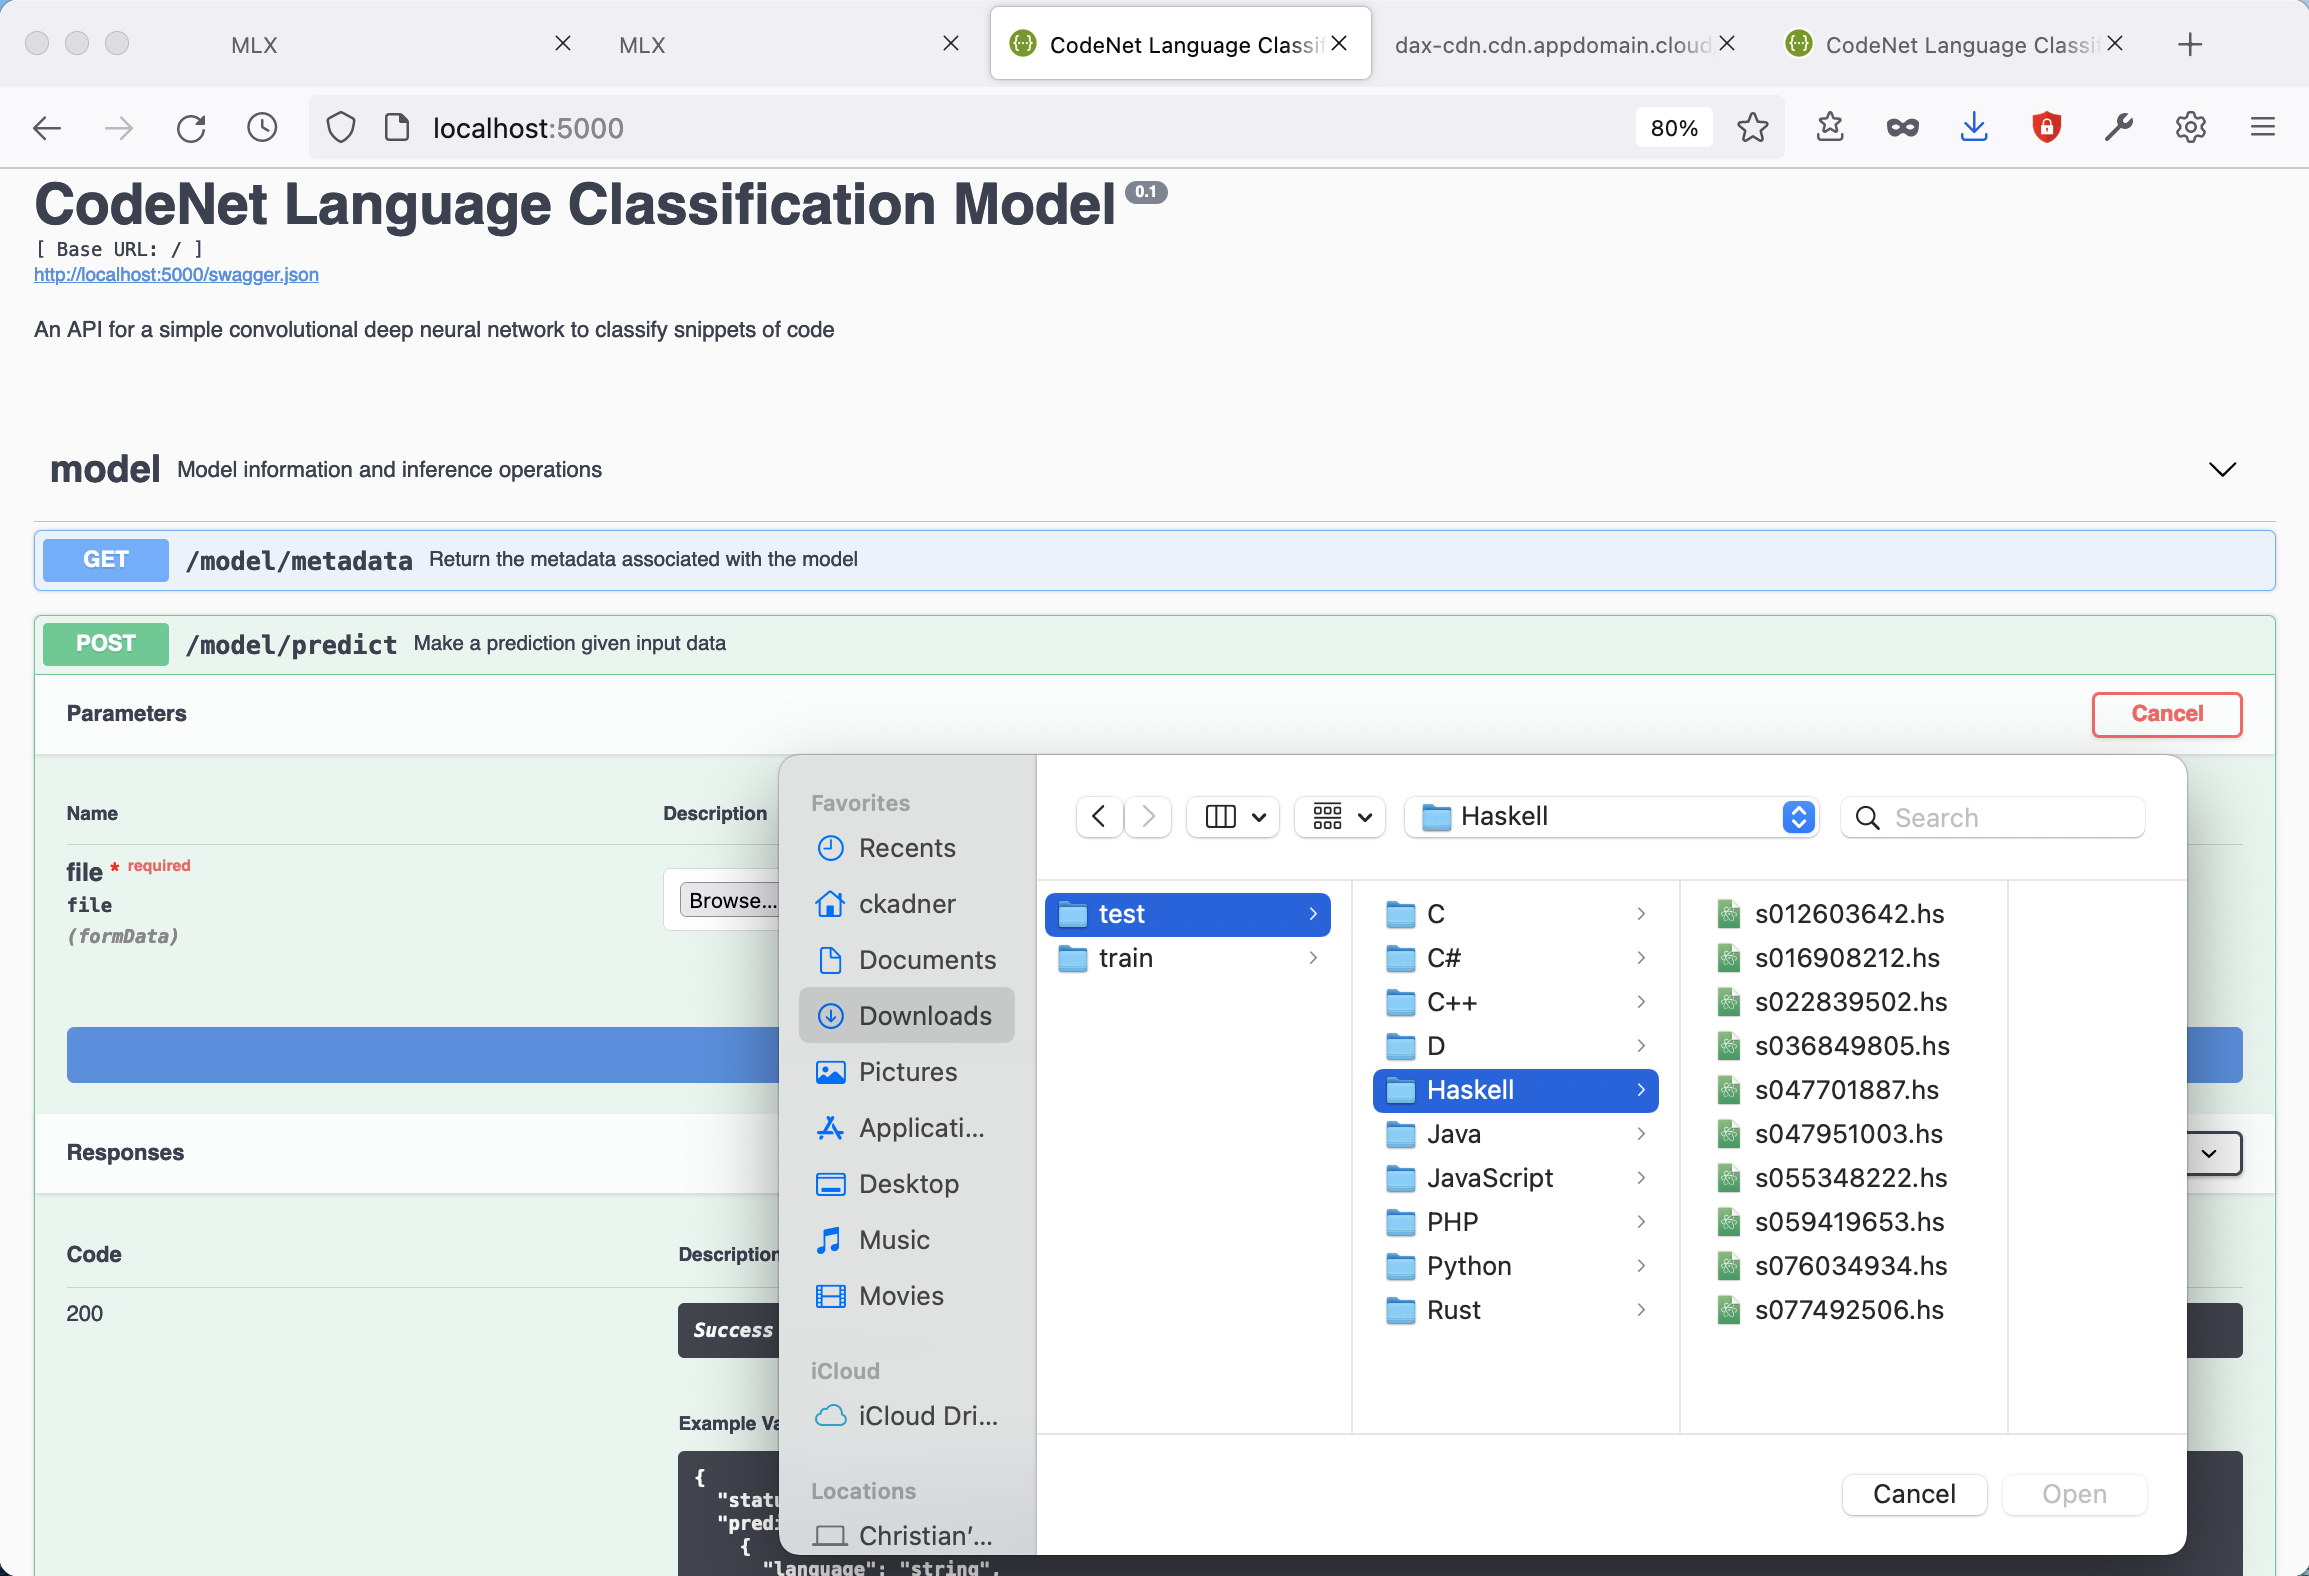 MLX
MLX
CodeNet Language Classif
dax-cdn.cdn.appdomain.cloud
CodeNet Language Classif
localhost:5000
80%
CodeNet Language Classification Model 0.1
[ Base URL: / ]
http://localhost:5000/swagger.json
An API for a simple convolutional deep neural network to classify snippets of code
model Model information and inference operations
GET /model/metadata Return the metadata associated with the model
POST /model/predict Make a prediction given input data
Parameters
Cancel
Name
Description
file * required
file
(formData)
Browse...
Responses
Code
Description
200
Success
Example Va
{
"statu
"predi
{
"language": "string",
Favorites
Recents
ckadner
Documents
Downloads
Pictures
Applicati...
Desktop
Music
Movies
iCloud
iCloud Dri...
Locations
Christian'...
Haskell
Search
test
train
C
C#
C++
D
Haskell
Java
JavaScript
PHP
Python
Rust
s012603642.hs
s016908212.hs
s022839502.hs
s036849805.hs
s047701887.hs
s047951003.hs
s055348222.hs
s059419653.hs
s076034934.hs
s077492506.hs
Cancel
Open